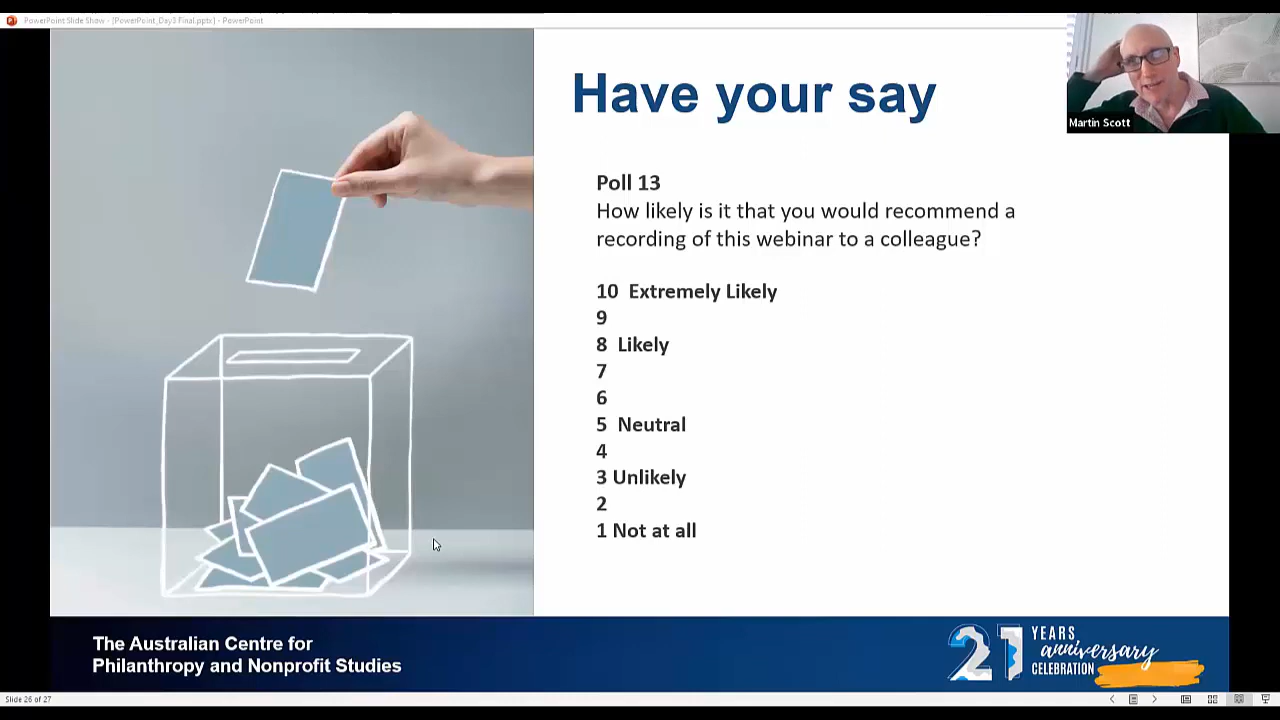 PowerPoint Slide Show - [PowerPoint_Day3 Final.pptx] - PowerPoint
Have your say
Martin Scott
Poll 13
How likely is it that you would recommend a
recording of this webinar to a colleague?
10 Extremely Likely
9
8 Likely
7
6
5 Neutral
4
3 Unlikely
2
1 Not at all
The Australian Centre for
Philanthropy and Nonprofit Studies
21 YEARS
anniversary
CELEBRATION
Slide 26 of 27